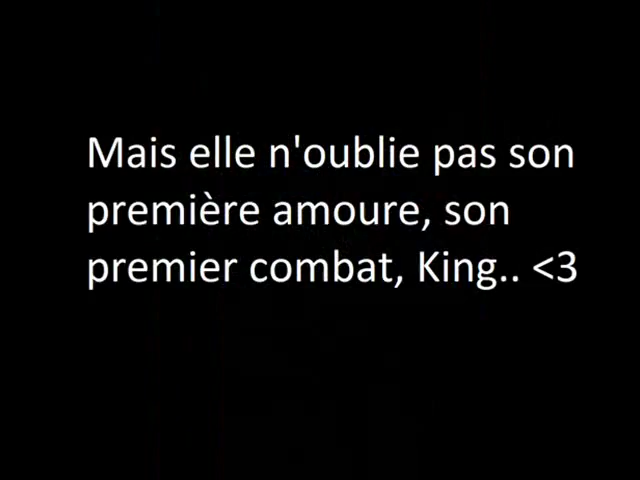 Mais elle n'oublie pas son
première amoure, son
premier combat, King.. <3